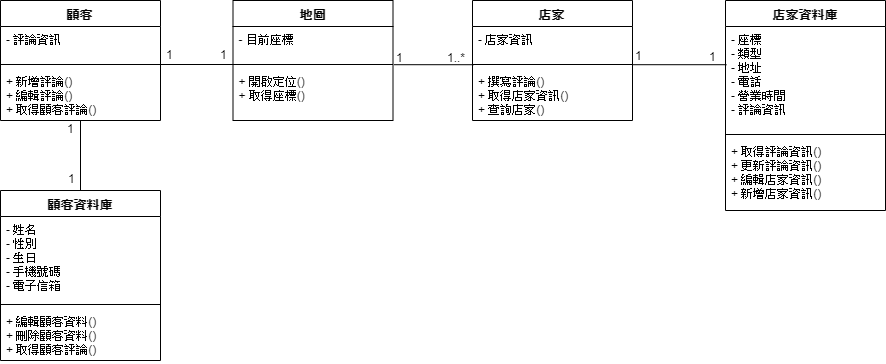 顧客
- 評論資訊
+ 新增評論()
+ 編輯評論()
+ 取得顧客評論()
1
1
地圖
- 目前座標
+ 開啟定位()
+ 取得座標()
1
1..*
店家
- 店家資訊
+ 撰寫評論()
+ 取得店家資訊()
+ 查詢店家()
1
1
店家資料庫
- 座標
- 類型
- 地址
- 電話
- 營業時間
- 評論資訊
+ 取得評論資訊()
+ 更新評論資訊()
+ 編輯店家資訊()
+ 新增店家資訊()
1
1
顧客資料庫
- 姓名
- 性別
- 生日
- 手機號碼
- 電子信箱
+ 編輯顧客資料()
+ 刪除顧客資料()
+ 取得顧客評論()